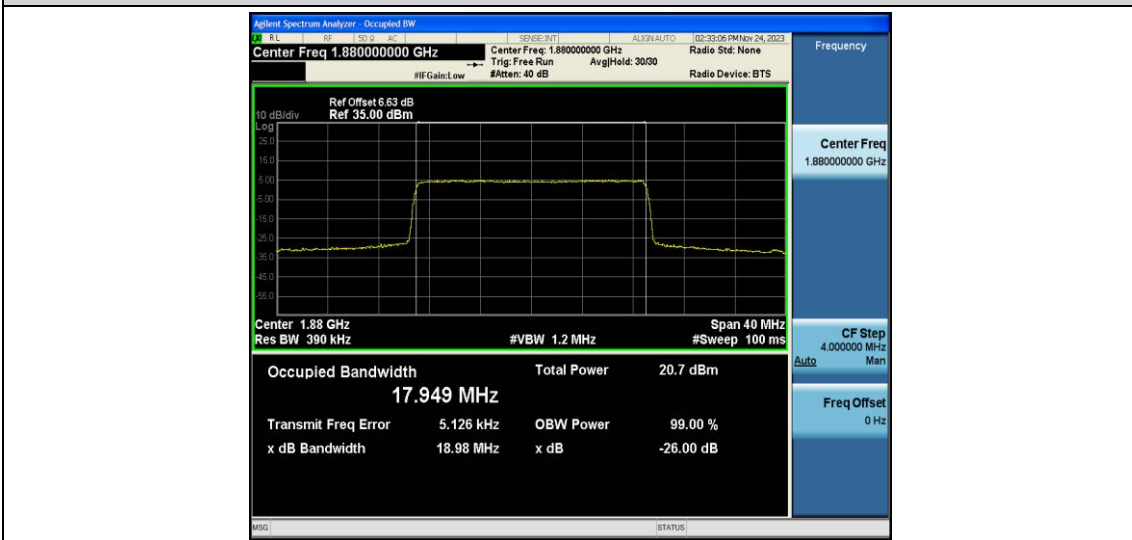 Agilent Spectrum Analyzer - Occupied BW
RL RF 50 Ω AC SENSE:INT ALIGN AUTO 02:33:06 PM Nov 24, 2023
Center Freq 1.880000000 GHz
Center Freq: 1.880000000 GHz
Radio Std: None
Trig: Free Run Avg|Hold: 30/30
#IFGain:Low #Atten: 40 dB Radio Device: BTS
Frequency
Ref Offset 6.63 dB
10 dB/div Ref 35.00 dBm
Log
25.0
15.0
5.00
-5.00
-15.0
-25.0
-35.0
-45.0
-55.0
Center 1.88 GHz Span 40 MHz
Res BW 390 kHz #VBW 1.2 MHz #Sweep 100 ms
Occupied Bandwidth Total Power 20.7 dBm
17.949 MHz
Transmit Freq Error 5.126 kHz OBW Power 99.00 %
x dB Bandwidth 18.98 MHz x dB -26.00 dB
Center Freq
1.880000000 GHz
CF Step
4.000000 MHz
Auto Man
Freq Offset
0 Hz
MSG STATUS